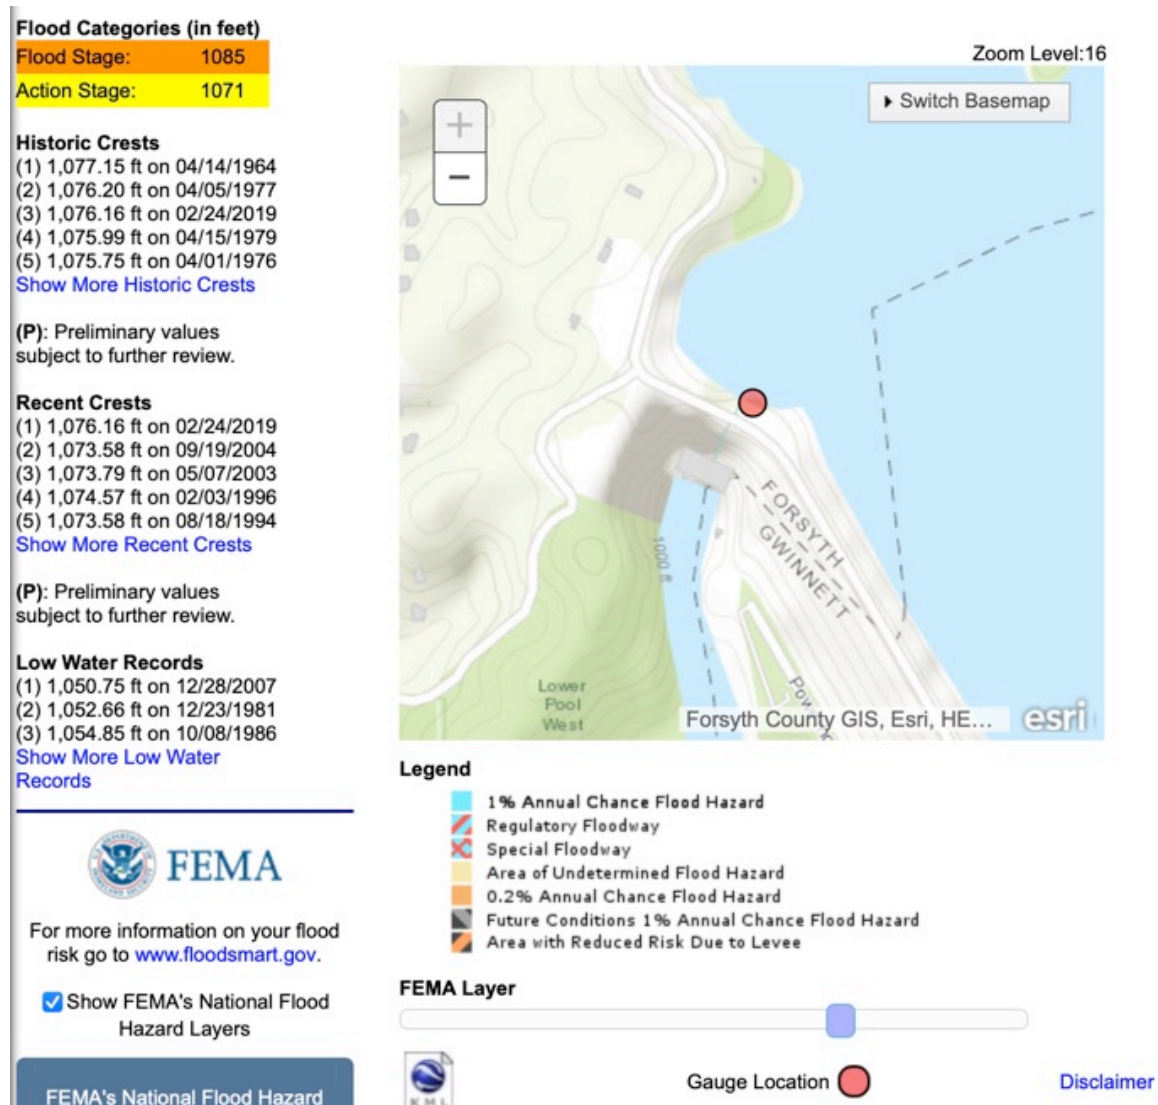 Flood Categories (in feet)
Flood Stage: 1085
Action Stage: 1071
Historic Crests
(1) 1,077.15 ft on 04/14/1964
(2) 1,076.20 ft on 04/05/1977
(3) 1,076.16 ft on 02/24/2019
(4) 1,075.99 ft on 04/15/1979
(5) 1,075.75 ft on 04/01/1976
Show More Historic Crests
(P): Preliminary values
subject to further review.
Recent Crests
(1) 1,076.16 ft on 02/24/2019
(2) 1,073.58 ft on 09/19/2004
(3) 1,073.79 ft on 05/07/2003
(4) 1,074.57 ft on 02/03/1996
(5) 1,073.58 ft on 08/18/1994
Show More Recent Crests
(P): Preliminary values
subject to further review.
Low Water Records
(1) 1,050.75 ft on 12/28/2007
(2) 1,052.66 ft on 12/23/1981
(3) 1,054.85 ft on 10/08/1986
Show More Low Water
Records
FEMA
For more information on your flood
risk go to www.floodsmart.gov.
Show FEMA's National Flood
Hazard Layers
FEMA's National Flood Hazard
Zoom Level:16
+
Switch Basemap
−
FORSYTH
GWINNETT
1000 ft
Lower
Pool
West
Forsyth County GIS, Esri, HE...
esri
Legend
1% Annual Chance Flood Hazard
Regulatory Floodway
Special Floodway
Area of Undetermined Flood Hazard
0.2% Annual Chance Flood Hazard
Future Conditions 1% Annual Chance Flood Hazard
Area with Reduced Risk Due to Levee
FEMA Layer
KML
Gauge Location
Disclaimer